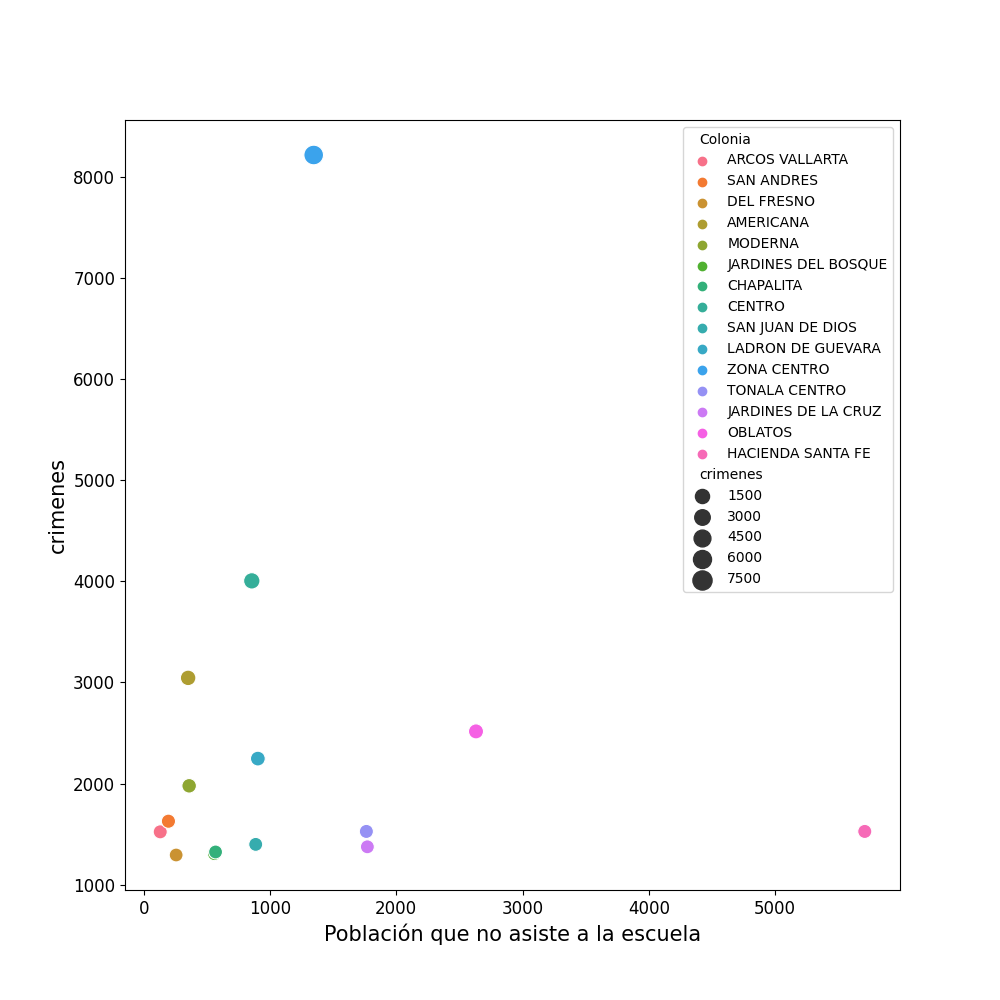 8000
7000
6000
5000
4000
3000
2000
1000
crimenes
0 1000 2000 3000 4000 5000
Población que no asiste a la escuela
Colonia
ARCOS VALLARTA
SAN ANDRES
DEL FRESNO
AMERICANA
MODERNA
JARDINES DEL BOSQUE
CHAPALITA
CENTRO
SAN JUAN DE DIOS
LADRON DE GUEVARA
ZONA CENTRO
TONALA CENTRO
JARDINES DE LA CRUZ
OBLATOS
HACIENDA SANTA FE
crimenes
1500
3000
4500
6000
7500